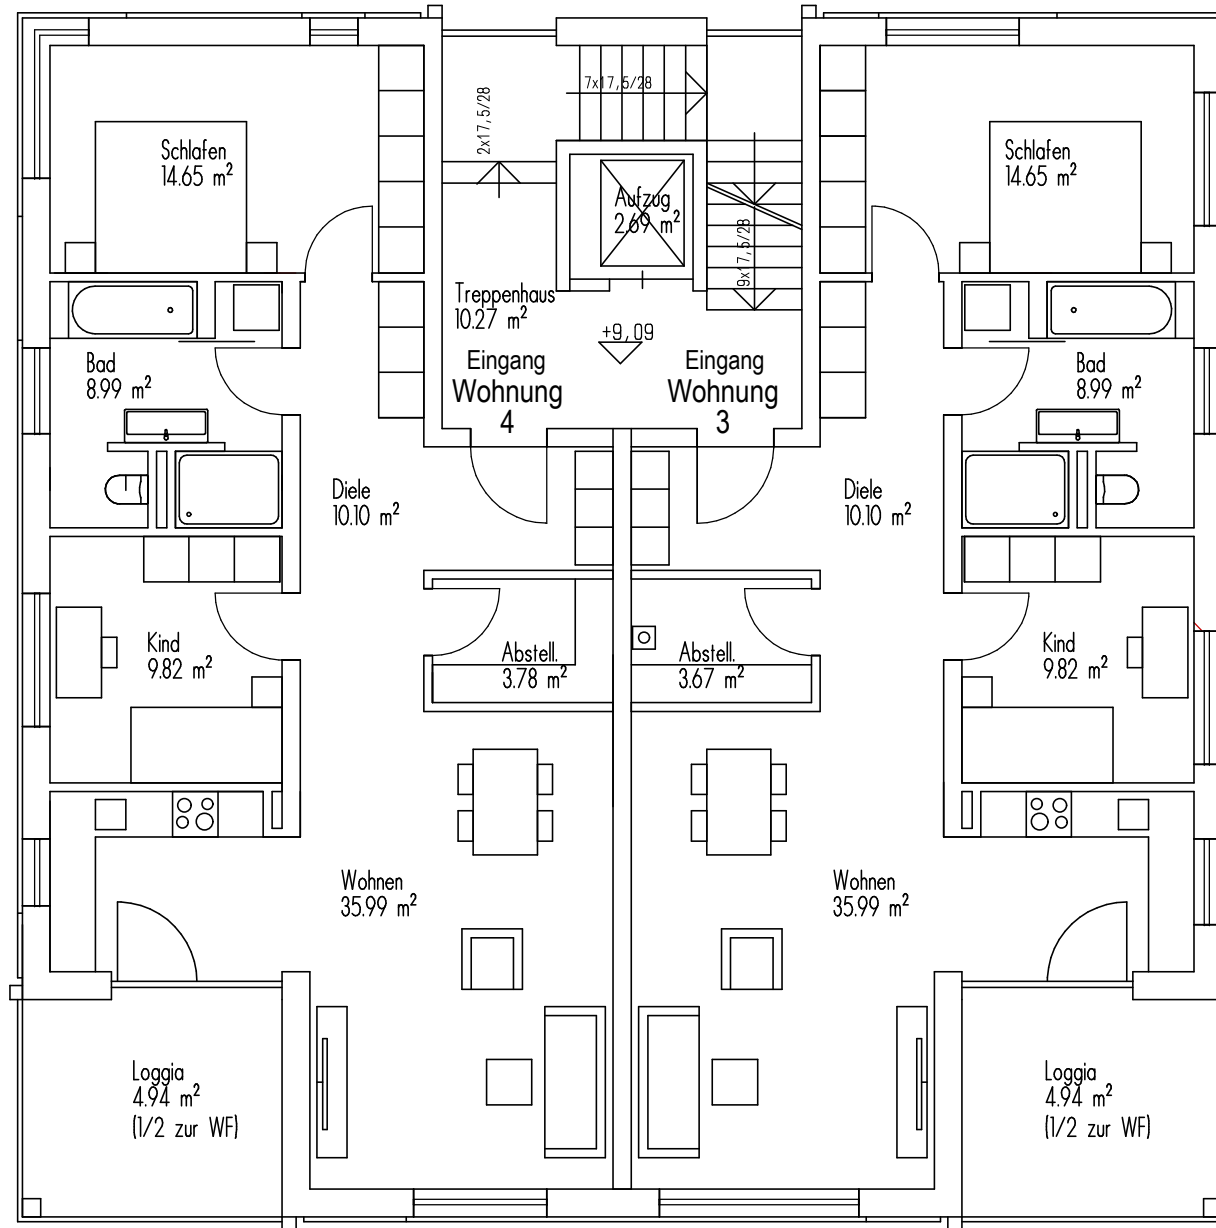 7x17,5/28
2x17,5/28
Schlafen
14.65 m²
Aufzug
2.69 m²
Schlafen
14.65 m²
9x17,5/28
Treppenhaus
10.27 m²
+9,09
Eingang
Wohnung
4
Eingang
Wohnung
3
Bad
8.99 m²
Bad
8.99 m²
Diele
10.10 m²
Diele
10.10 m²
Kind
9.82 m²
Abstell.
3.78 m²
Abstell.
3.67 m²
Kind
9.82 m²
Wohnen
35.99 m²
Wohnen
35.99 m²
Loggia
4.94 m²
(1/2 zur WF)
Loggia
4.94 m²
(1/2 zur WF)